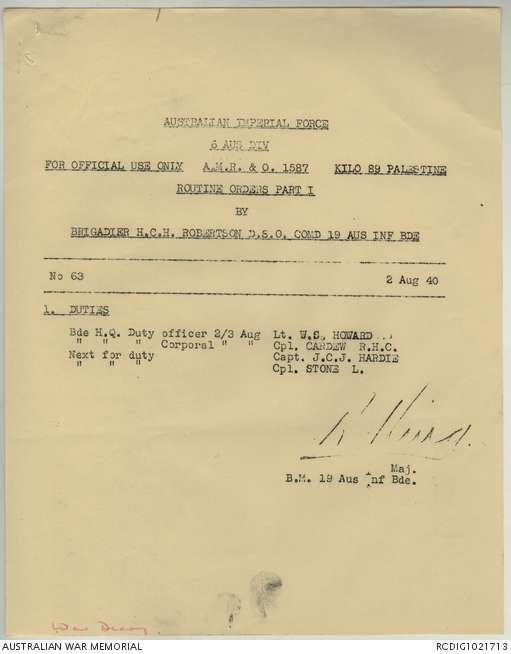 AUSTRALIAN IMPERIAL FORCE
6 AUS DIV
FOR OFFICIAL USE ONLY A.M.R. & O. 1587 KILO 89 PALESTINE
ROUTINE ORDERS PART I
BY
BRIGADIER H.C.H. ROBERTSON D.S.O. COMD 19 AUS INF BDE
No 63 2 Aug 40
1. DUTIES
Bde H.Q. Duty officer 2/3 Aug Lt. W.S. HOWARD
" " " Corporal " " Cpl. CARDEW R.H.C.
Next for duty Capt. J.C.J. HARDIE
" " " Cpl. STONE L.
Maj.
B.M. 19 Aus Inf Bde.
War Diary.
AUSTRALIAN WAR MEMORIAL RCDIG1021713